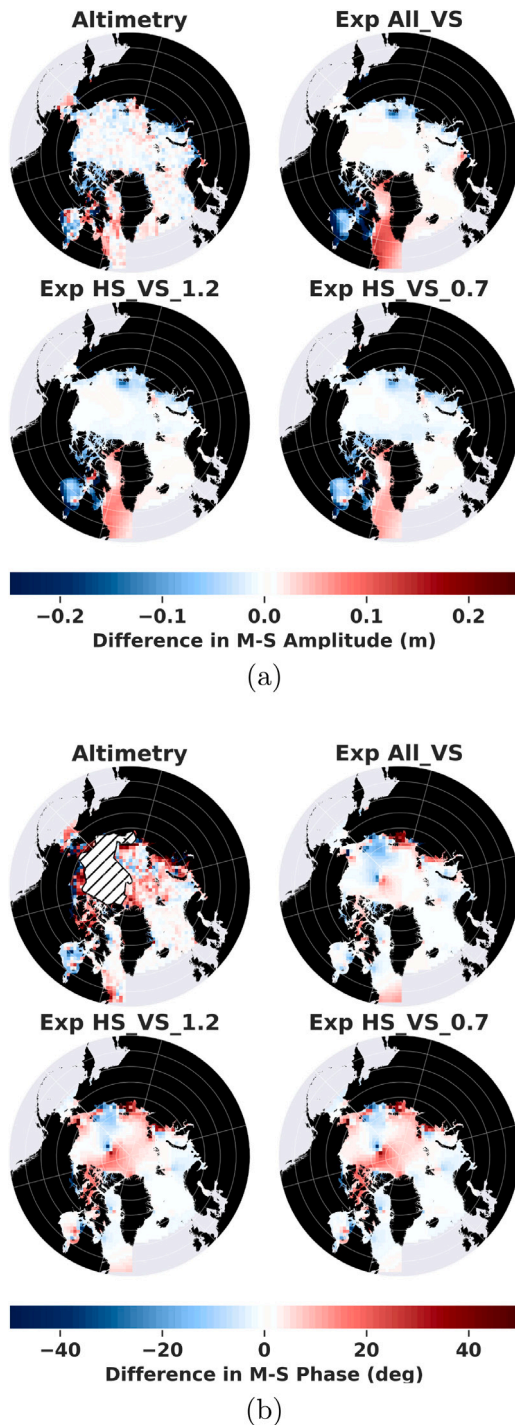 Altimetry Exp All_VS
Exp HS_VS_1.2 Exp HS_VS_0.7
−0.2 −0.1 0.0 0.1 0.2
Difference in M-S Amplitude (m)
(a)
Altimetry Exp All_VS
Exp HS_VS_1.2 Exp HS_VS_0.7
−40 −20 0 20 40
Difference in M-S Phase (deg)
(b)